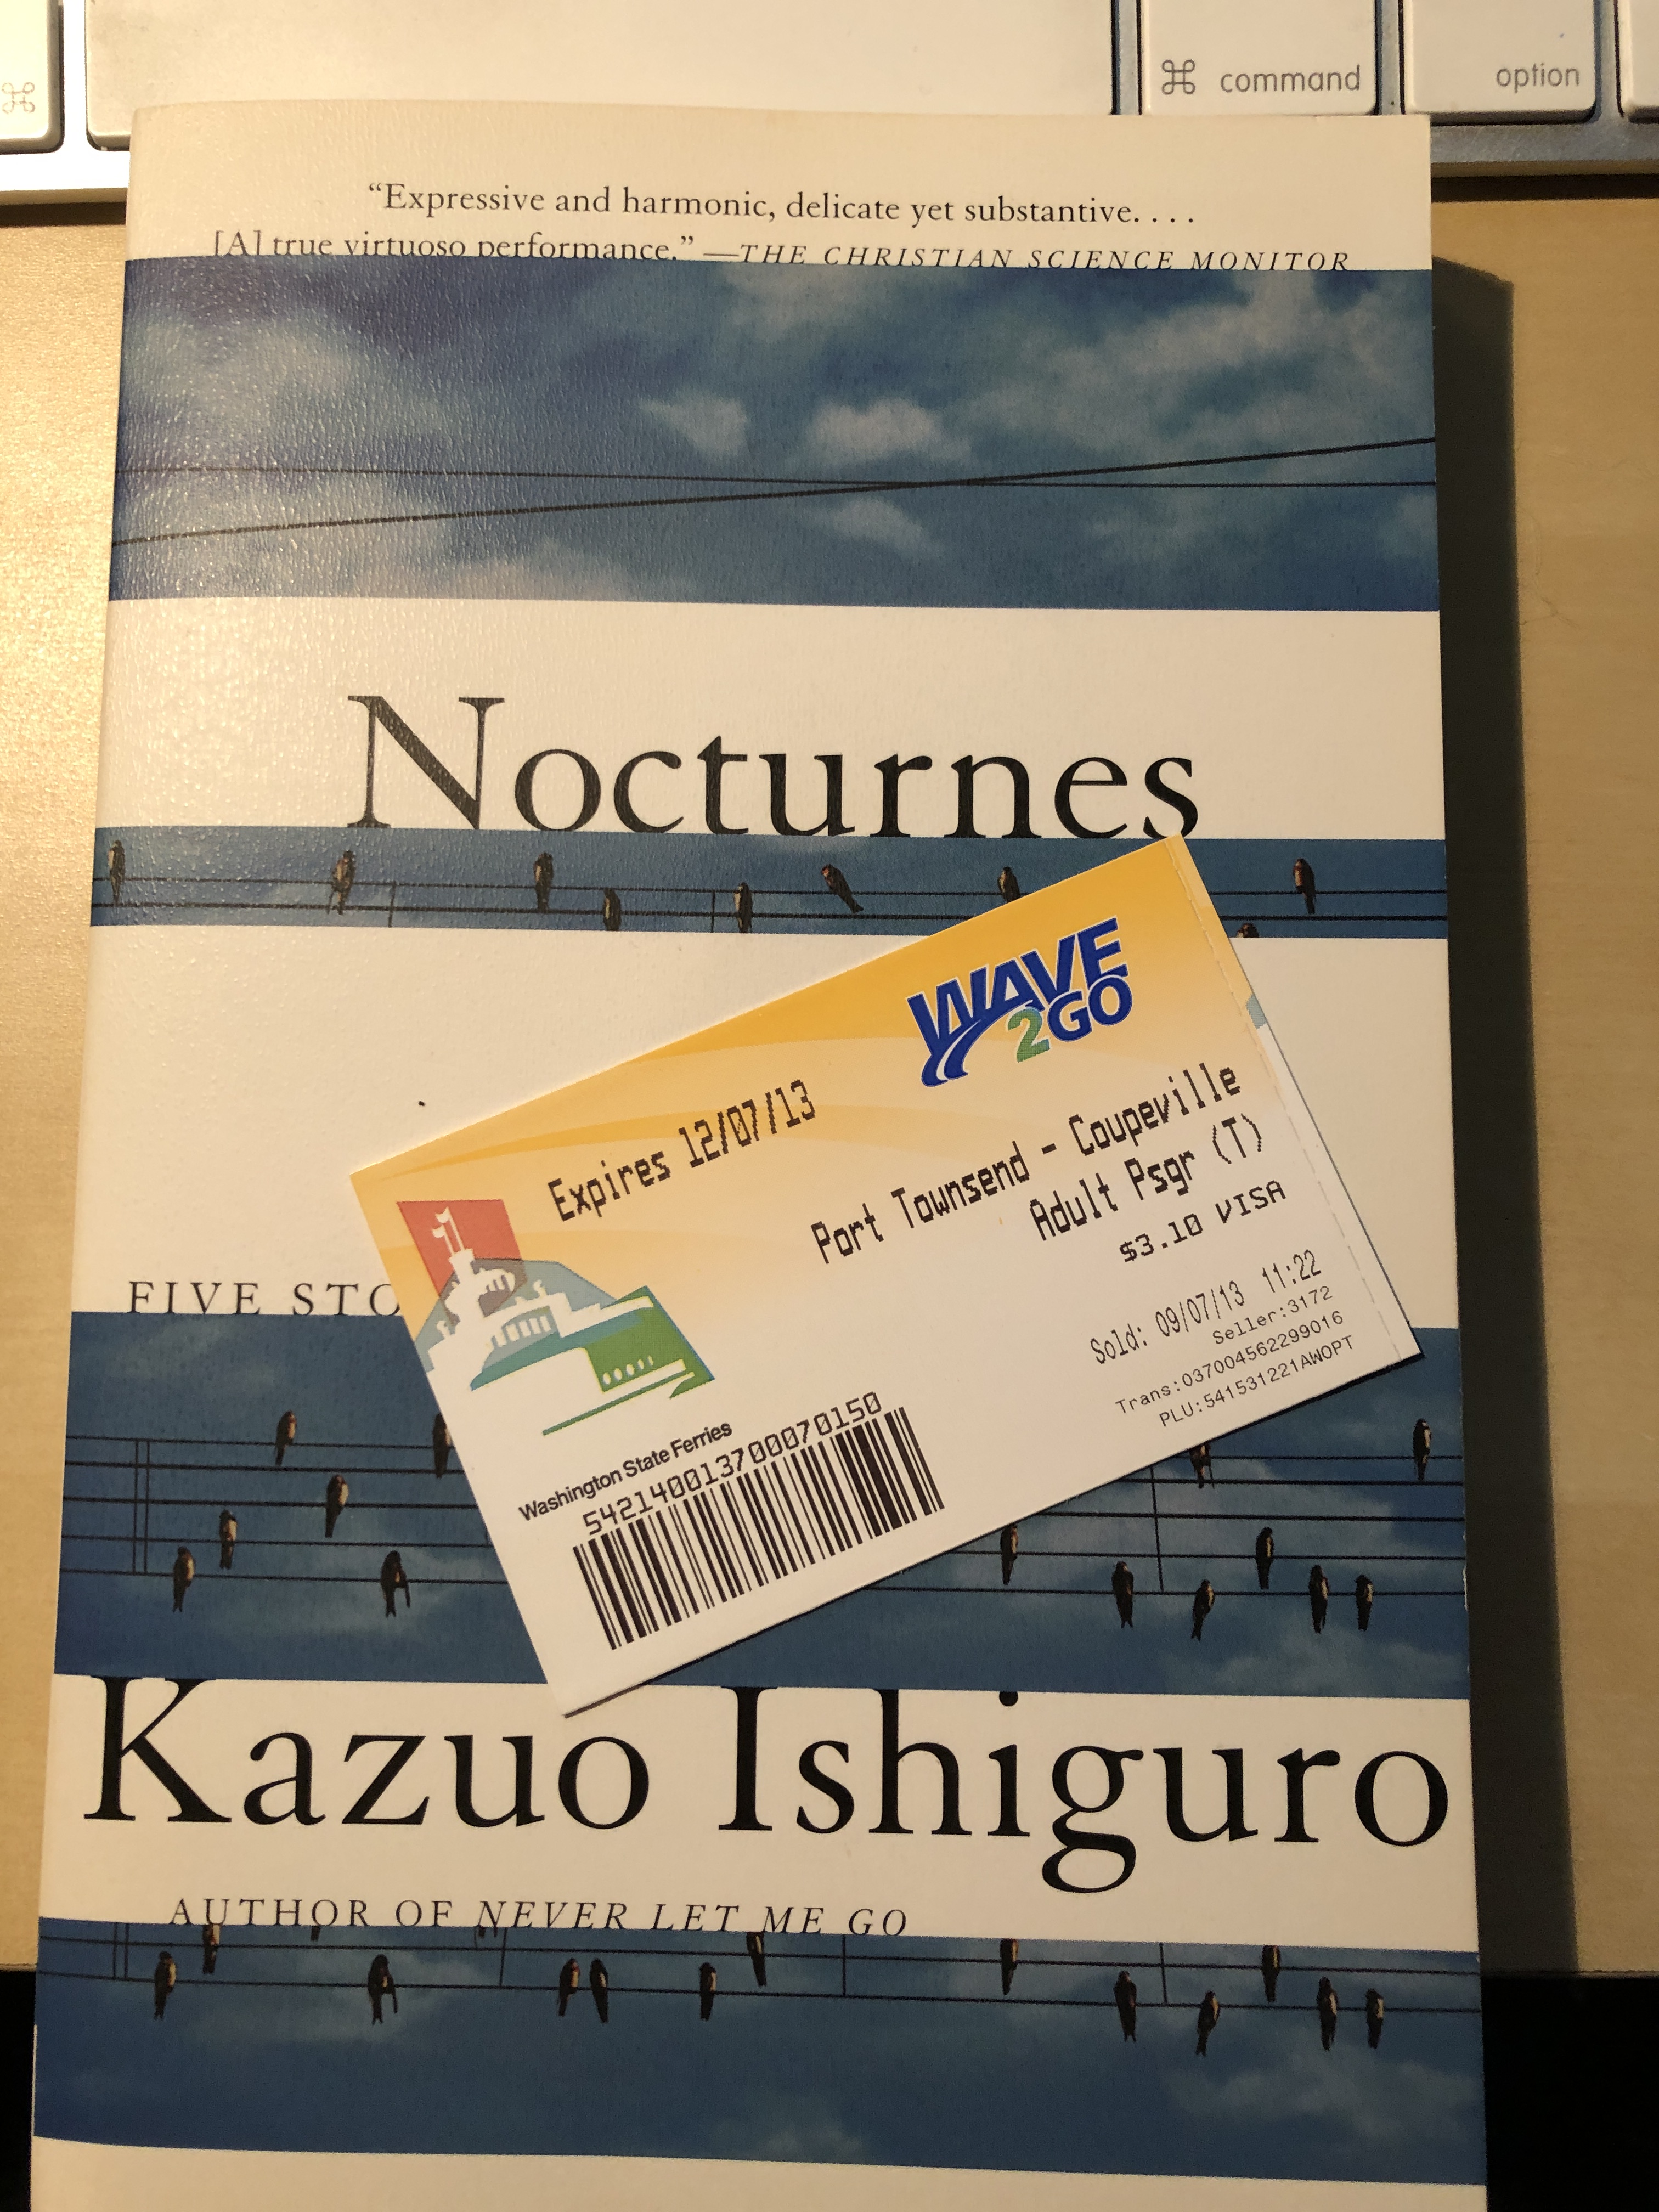 ⌘
⌘ command
option
“Expressive and harmonic, delicate yet substantive. . . .
[A] true virtuoso performance.” —THE CHRISTIAN SCIENCE MONITOR
Nocturnes
WAVE
2GO
Expires 12/07/13
Port Townsend - Coupeville
Adult Psgr (T)
$3.10 VISA
Sold: 09/07/13 11:22
Seller:3172
Trans:037004562299016
PLU:541531221AWOPT
Washington State Ferries
54214001370007015​0
FIVE STO
Kazuo Ishiguro
AUTHOR OF NEVER LET ME GO